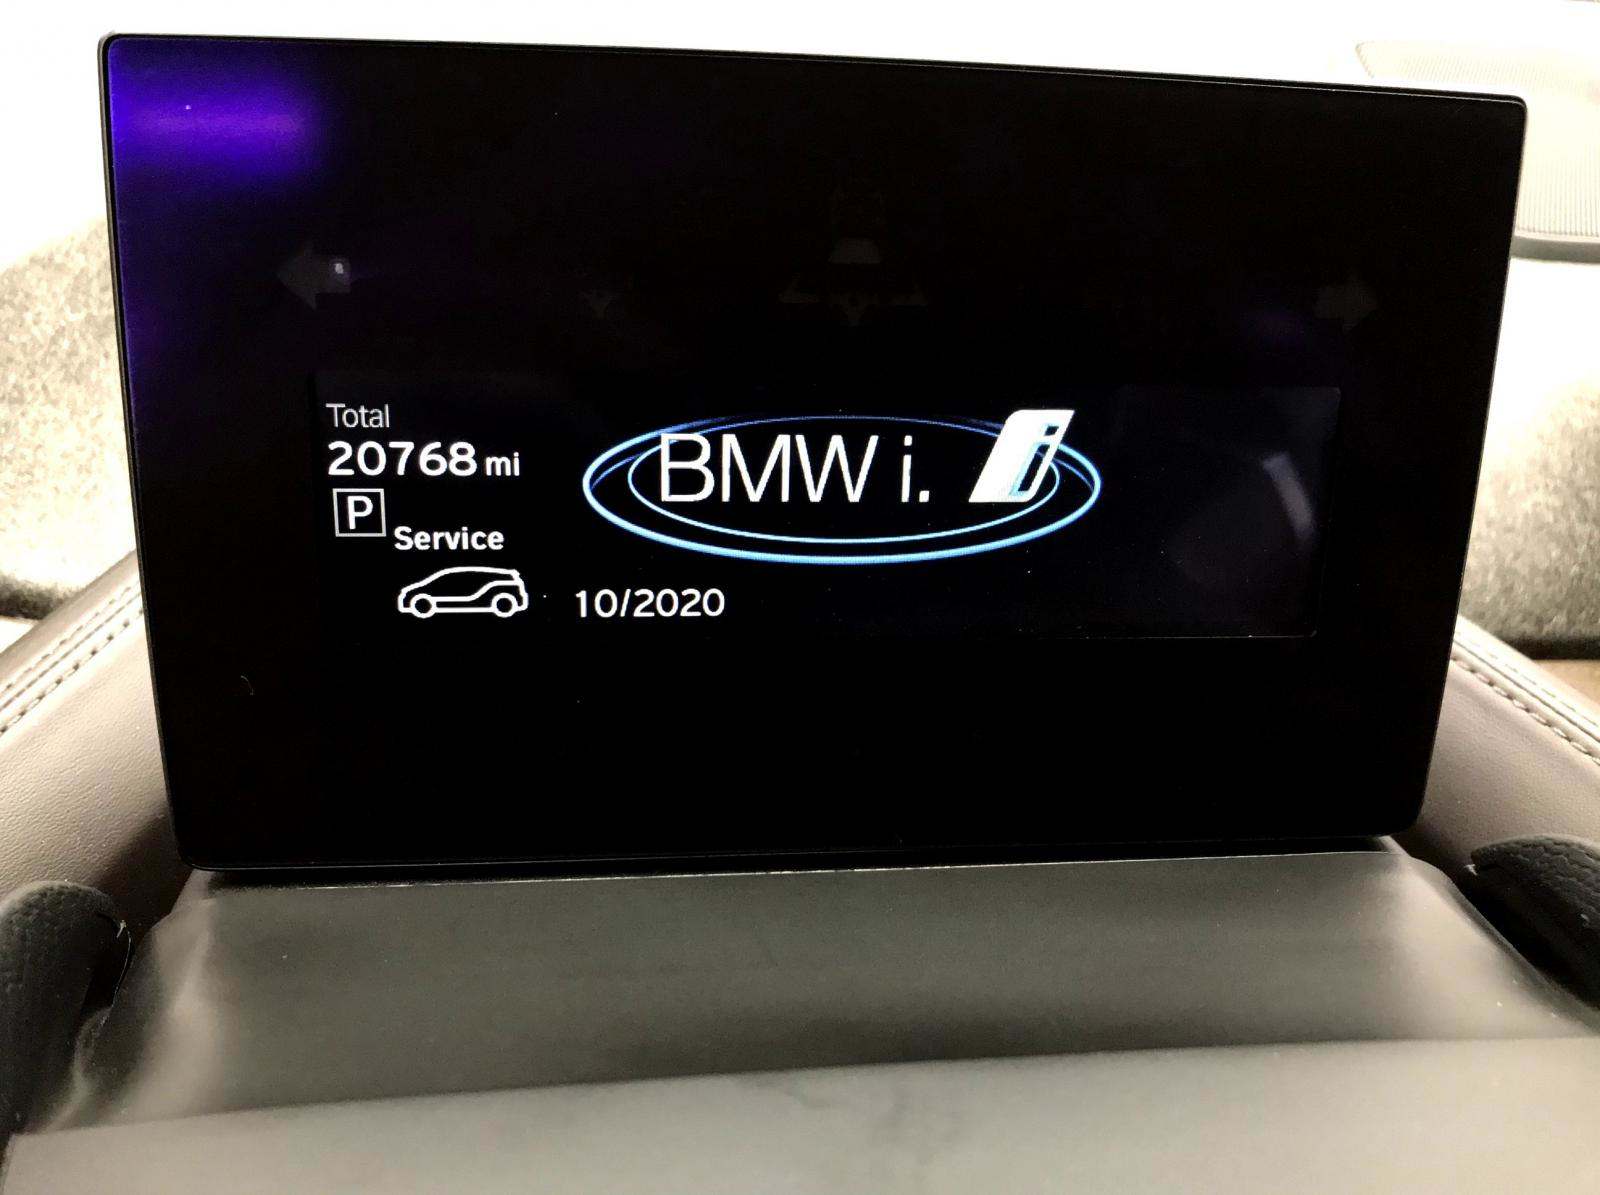 Total
20768 mi
BMW i. i
P
Service
10/2020